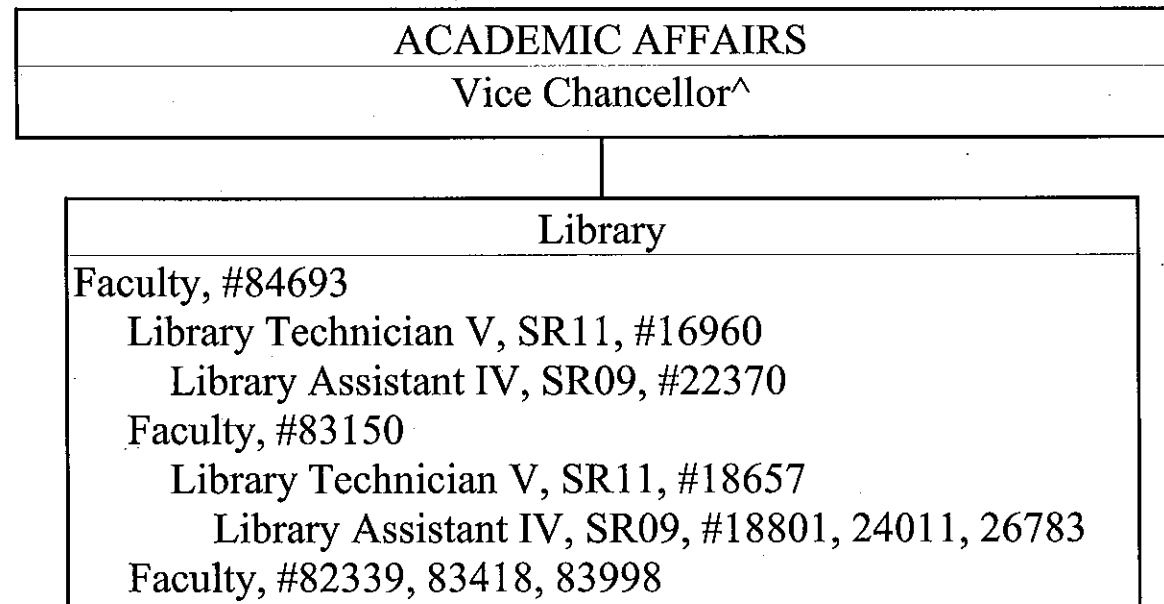 ACADEMIC AFFAIRS
Vice Chancellor^
Library
Faculty, #84693
Library Technician V, SR11, #16960
Library Assistant IV, SR09, #22370
Faculty, #83150
Library Technician V, SR11, #18657
Library Assistant IV, SR09, #18801, 24011, 26783
Faculty, #82339, 83418, 83998